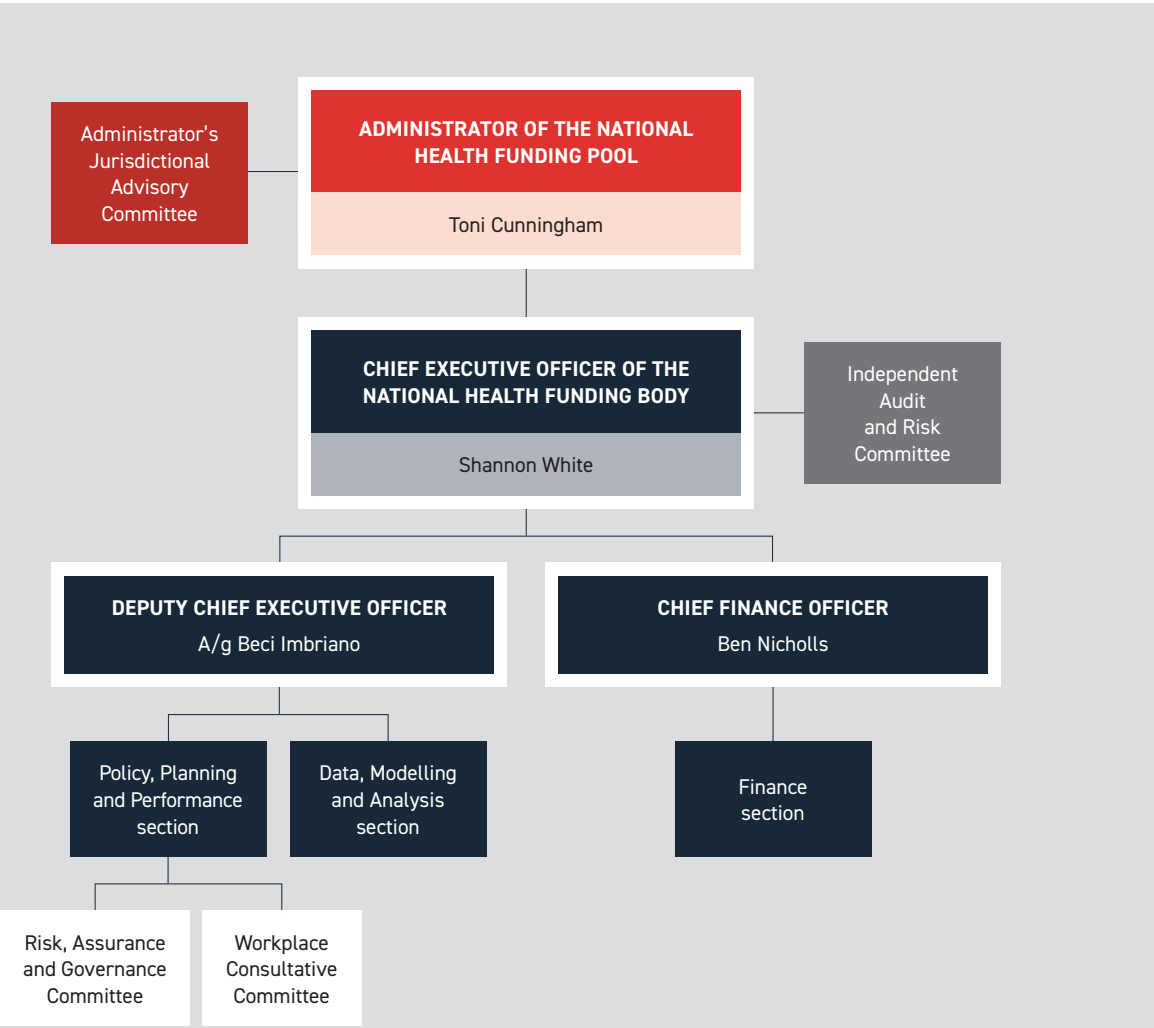 Administrator's
Jurisdictional
Advisory
Committee
ADMINISTRATOR OF THE NATIONAL
HEALTH FUNDING POOL
Toni Cunningham
CHIEF EXECUTIVE OFFICER OF THE
NATIONAL HEALTH FUNDING BODY
Shannon White
Independent
Audit
and Risk
Committee
DEPUTY CHIEF EXECUTIVE OFFICER
A/g Beci Imbriano
CHIEF FINANCE OFFICER
Ben Nicholls
Policy, Planning
and Performance
section
Data, Modelling
and Analysis
section
Finance
section
Risk, Assurance
and Governance
Committee
Workplace
Consultative
Committee